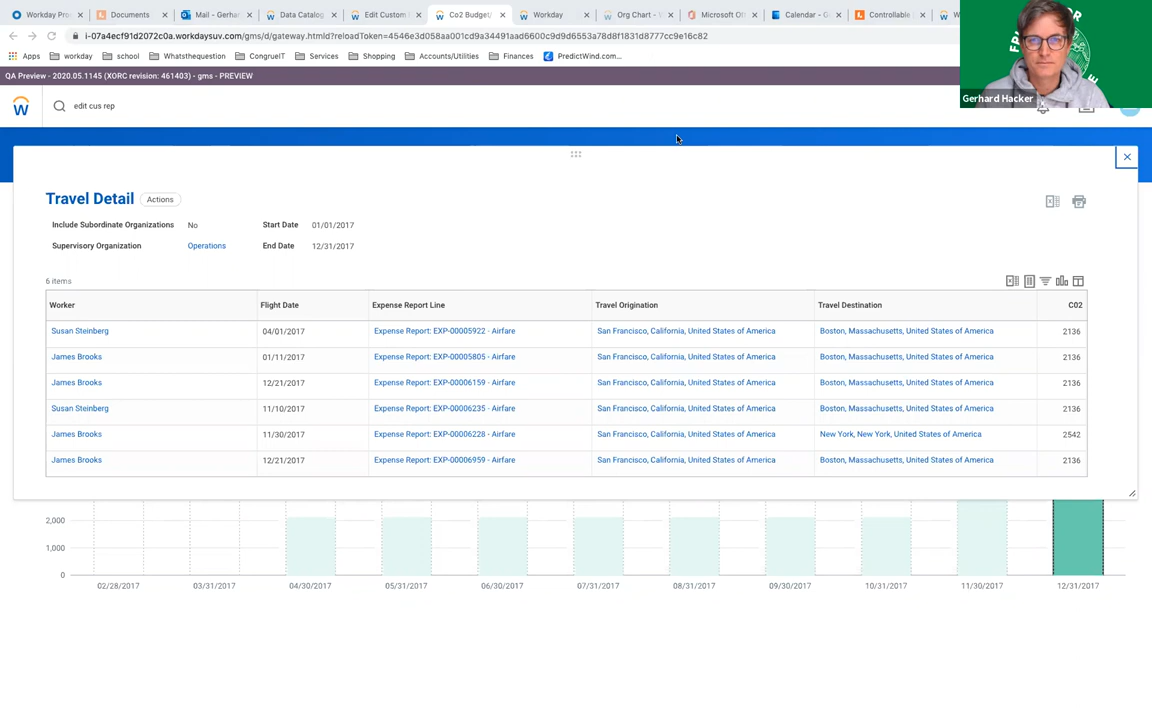 Workday Pro
Documents
Mail - Gerha
Data Catalog
Edit Custom
Co2 Budget
Workday
Org Chart -
Microsoft Of
Calendar - G
Controllable
W
i-07a4ecf91d2072c0a.workdaysuv.com/gms/d/gateway.htmld?reloadToken=4546e3d058aa001cd9a34491aad6600c9d9d6553a78d8f1831d8777cc9e16c82
Apps workday school Whatsthequestion CongrueIT Services Shopping Accounts/Utilities Finances PredictWind.com...
QA Preview - 2020.05.1145 (XORC revision: 461403) - gms - PREVIEW
Gerhard Hacker
edit cus rep
Travel Detail Actions
Include Subordinate Organizations No Start Date 01/01/2017
Supervisory Organization Operations End Date 12/31/2017
6 items
Worker Flight Date Expense Report Line Travel Origination Travel Destination C02
Susan Steinberg 04/01/2017 Expense Report: EXP-00005922 - Airfare San Francisco, California, United States of America Boston, Massachusetts, United States of America 2136
James Brooks 01/11/2017 Expense Report: EXP-00005805 - Airfare San Francisco, California, United States of America Boston, Massachusetts, United States of America 2136
James Brooks 12/21/2017 Expense Report: EXP-00006159 - Airfare San Francisco, California, United States of America Boston, Massachusetts, United States of America 2136
Susan Steinberg 11/10/2017 Expense Report: EXP-00006235 - Airfare San Francisco, California, United States of America Boston, Massachusetts, United States of America 2136
James Brooks 11/30/2017 Expense Report: EXP-00006228 - Airfare San Francisco, California, United States of America New York, New York, United States of America 2542
James Brooks 12/21/2017 Expense Report: EXP-00006959 - Airfare San Francisco, California, United States of America Boston, Massachusetts, United States of America 2136
2,000
1,000
0
02/28/2017 03/31/2017 04/30/2017 05/31/2017 06/30/2017 07/31/2017 08/31/2017 09/30/2017 10/31/2017 11/30/2017 12/31/2017